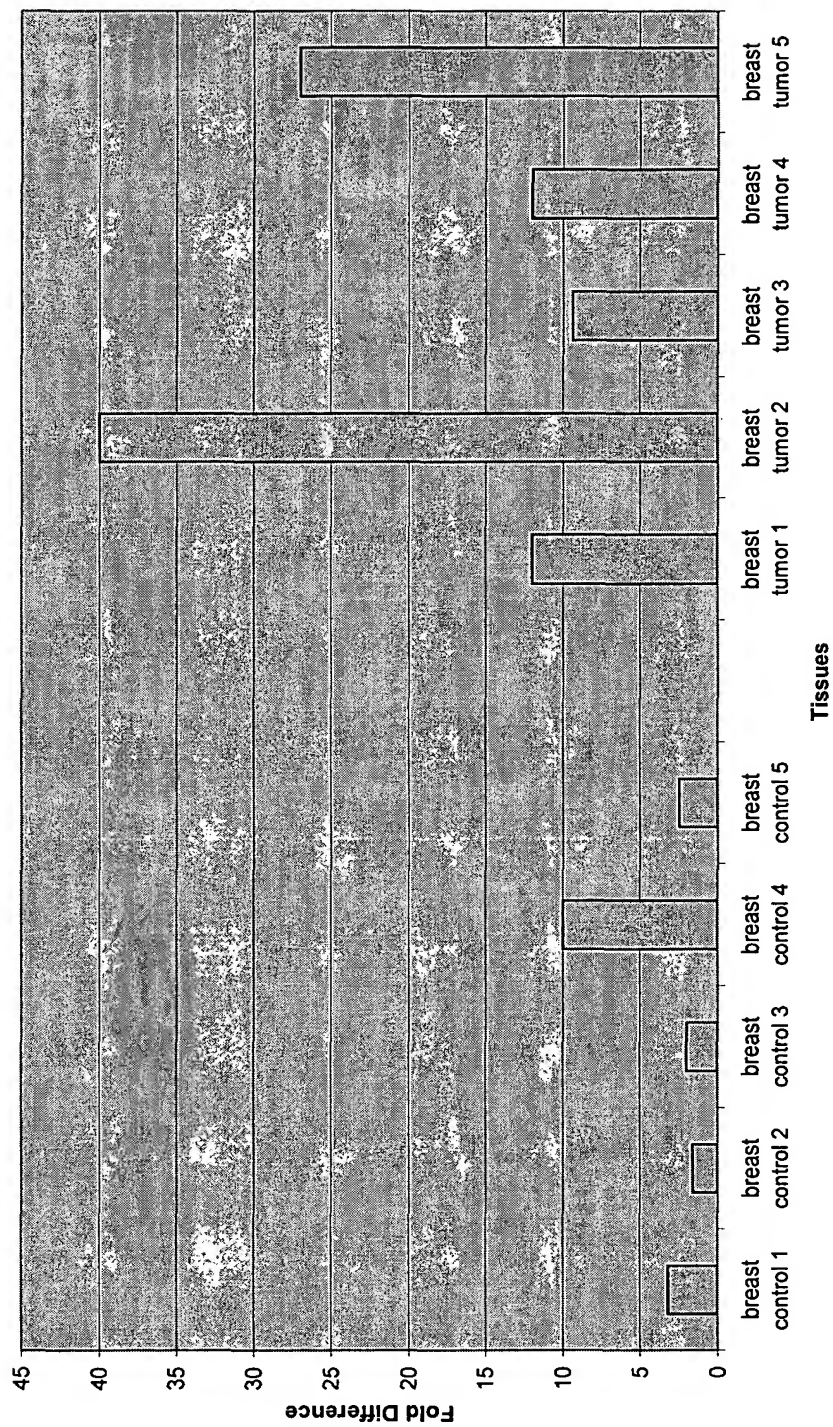 Fold Difference
45
40
35
30
25
20
15
10
5
0
breast
control 1
breast
control 2
breast
control 3
breast
control 4
breast
control 5
breast
tumor 1
breast
tumor 2
breast
tumor 3
breast
tumor 4
breast
tumor 5
Tissues